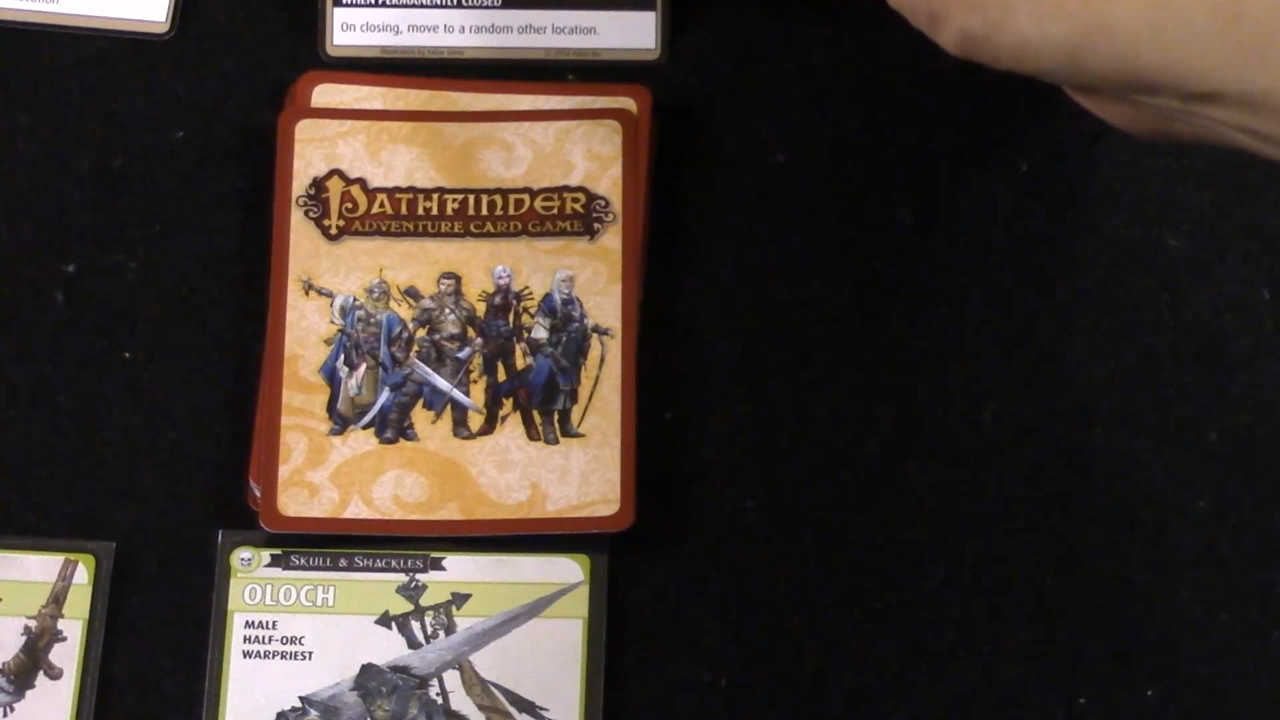 WHEN PERMANENTLY CLOSED
On closing, move to a random other location.
PATHFINDER
ADVENTURE CARD GAME
SKULL & SHACKLES
OLOCH
MALE
HALF-ORC
WARPRIEST